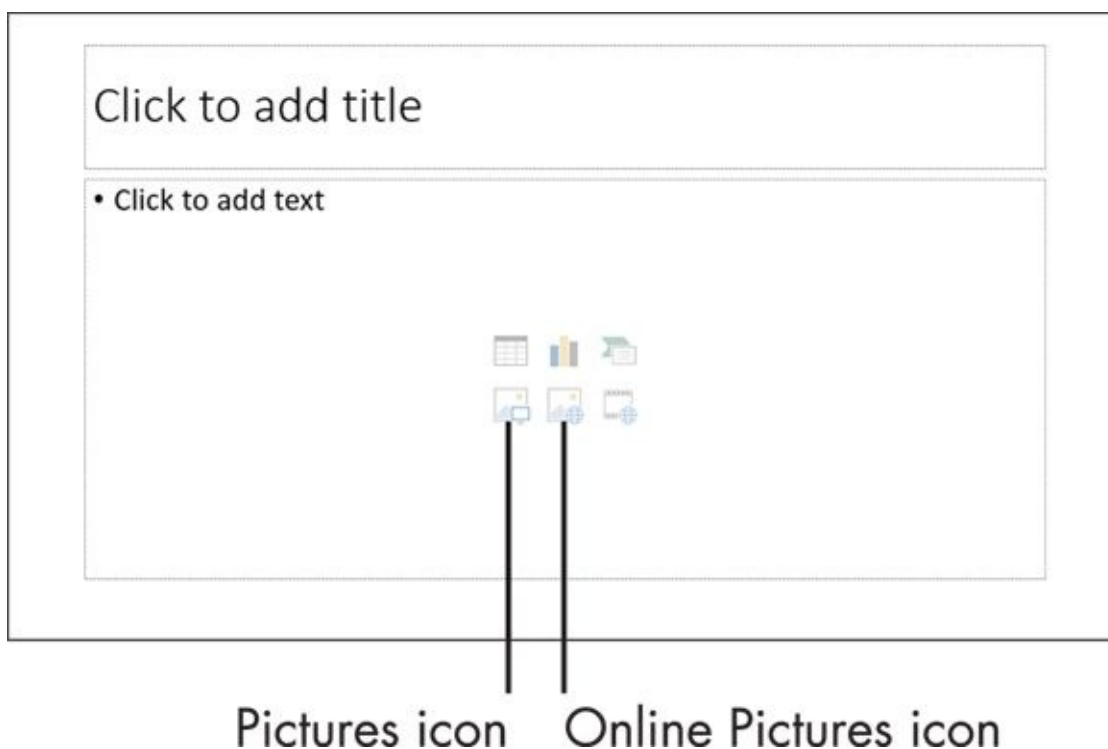 Click to add title
• Click to add text
Pictures icon Online Pictures icon